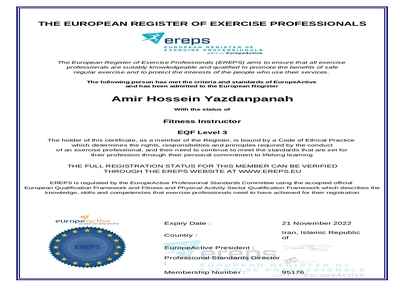 THE EUROPEAN REGISTER OF EXERCISE PROFESSIONALS
ereps
EUROPEAN REGISTER OF
EXERCISE PROFESSIONALS
part of EuropeActive
The European Register of Exercise Professionals (EREPS) aims to ensure that all exercise
professionals are suitably knowledgeable and qualified to promote the benefits of safe
regular exercise and to protect the interests of the people who use their services.
The following person has met the criteria and standards of EuropeActive
and has been admitted to the European Register
Amir Hossein Yazdanpanah
With the status of
Fitness Instructor
EQF Level 3
The holder of this certificate, as a member of the Register, is bound by a Code of Ethical Practice
which determines the rights, responsibilities and principles required by the conduct
of an exercise professional, and their need to continue to meet the standards that are set for
their profession through their personal commitment to lifelong learning
THE FULL REGISTRATION STATUS FOR THIS MEMBER CAN BE VERIFIED
THROUGH THE EREPS WEBSITE AT WWW.EREPS.EU
EREPS is regulated by the EuropeActive Professional Standards Committee using the accepted official
European Qualification Framework and Fitness and Physical Activity Sector Qualification Framework which describes the
knowledge, skills and competencies that exercise professionals need to have achieved for their registration
europeactive
EREPS
Expiry Date : 21 November 2022
Country : Iran, Islamic Republic
of
EuropeActive President :
Professional Standards Director
:
ereps
EUROPEAN REGISTER OF
EXERCISE PROFESSIONALS
part of EuropeActive
Membership Number : 95176